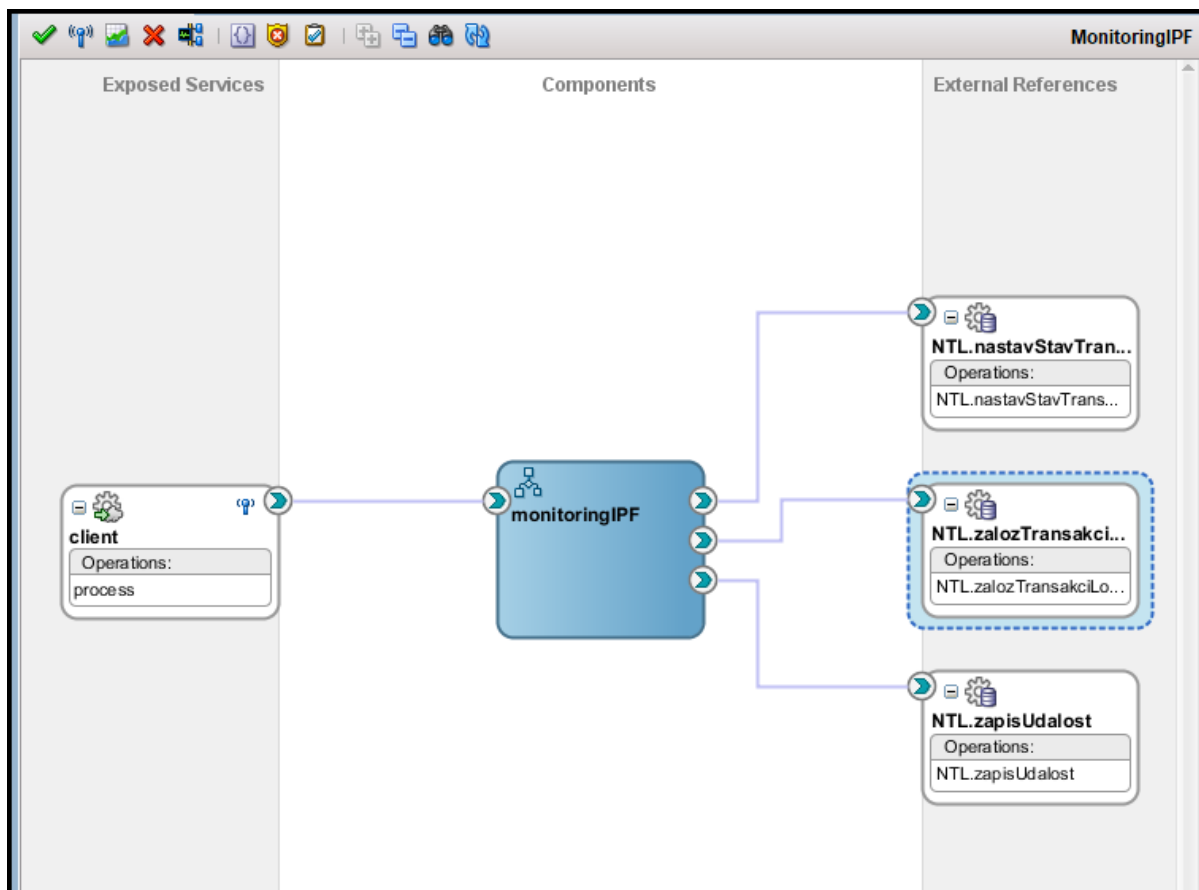 MonitoringIPF
Exposed Services
Components
External References
client
Operations:
process
monitoringIPF
NTL.nastavStavTran...
Operations:
NTL.nastavStavTrans...
NTL.zalozTransakci...
Operations:
NTL.zalozTransakciLo...
NTL.zapisUdalost
Operations:
NTL.zapisUdalost